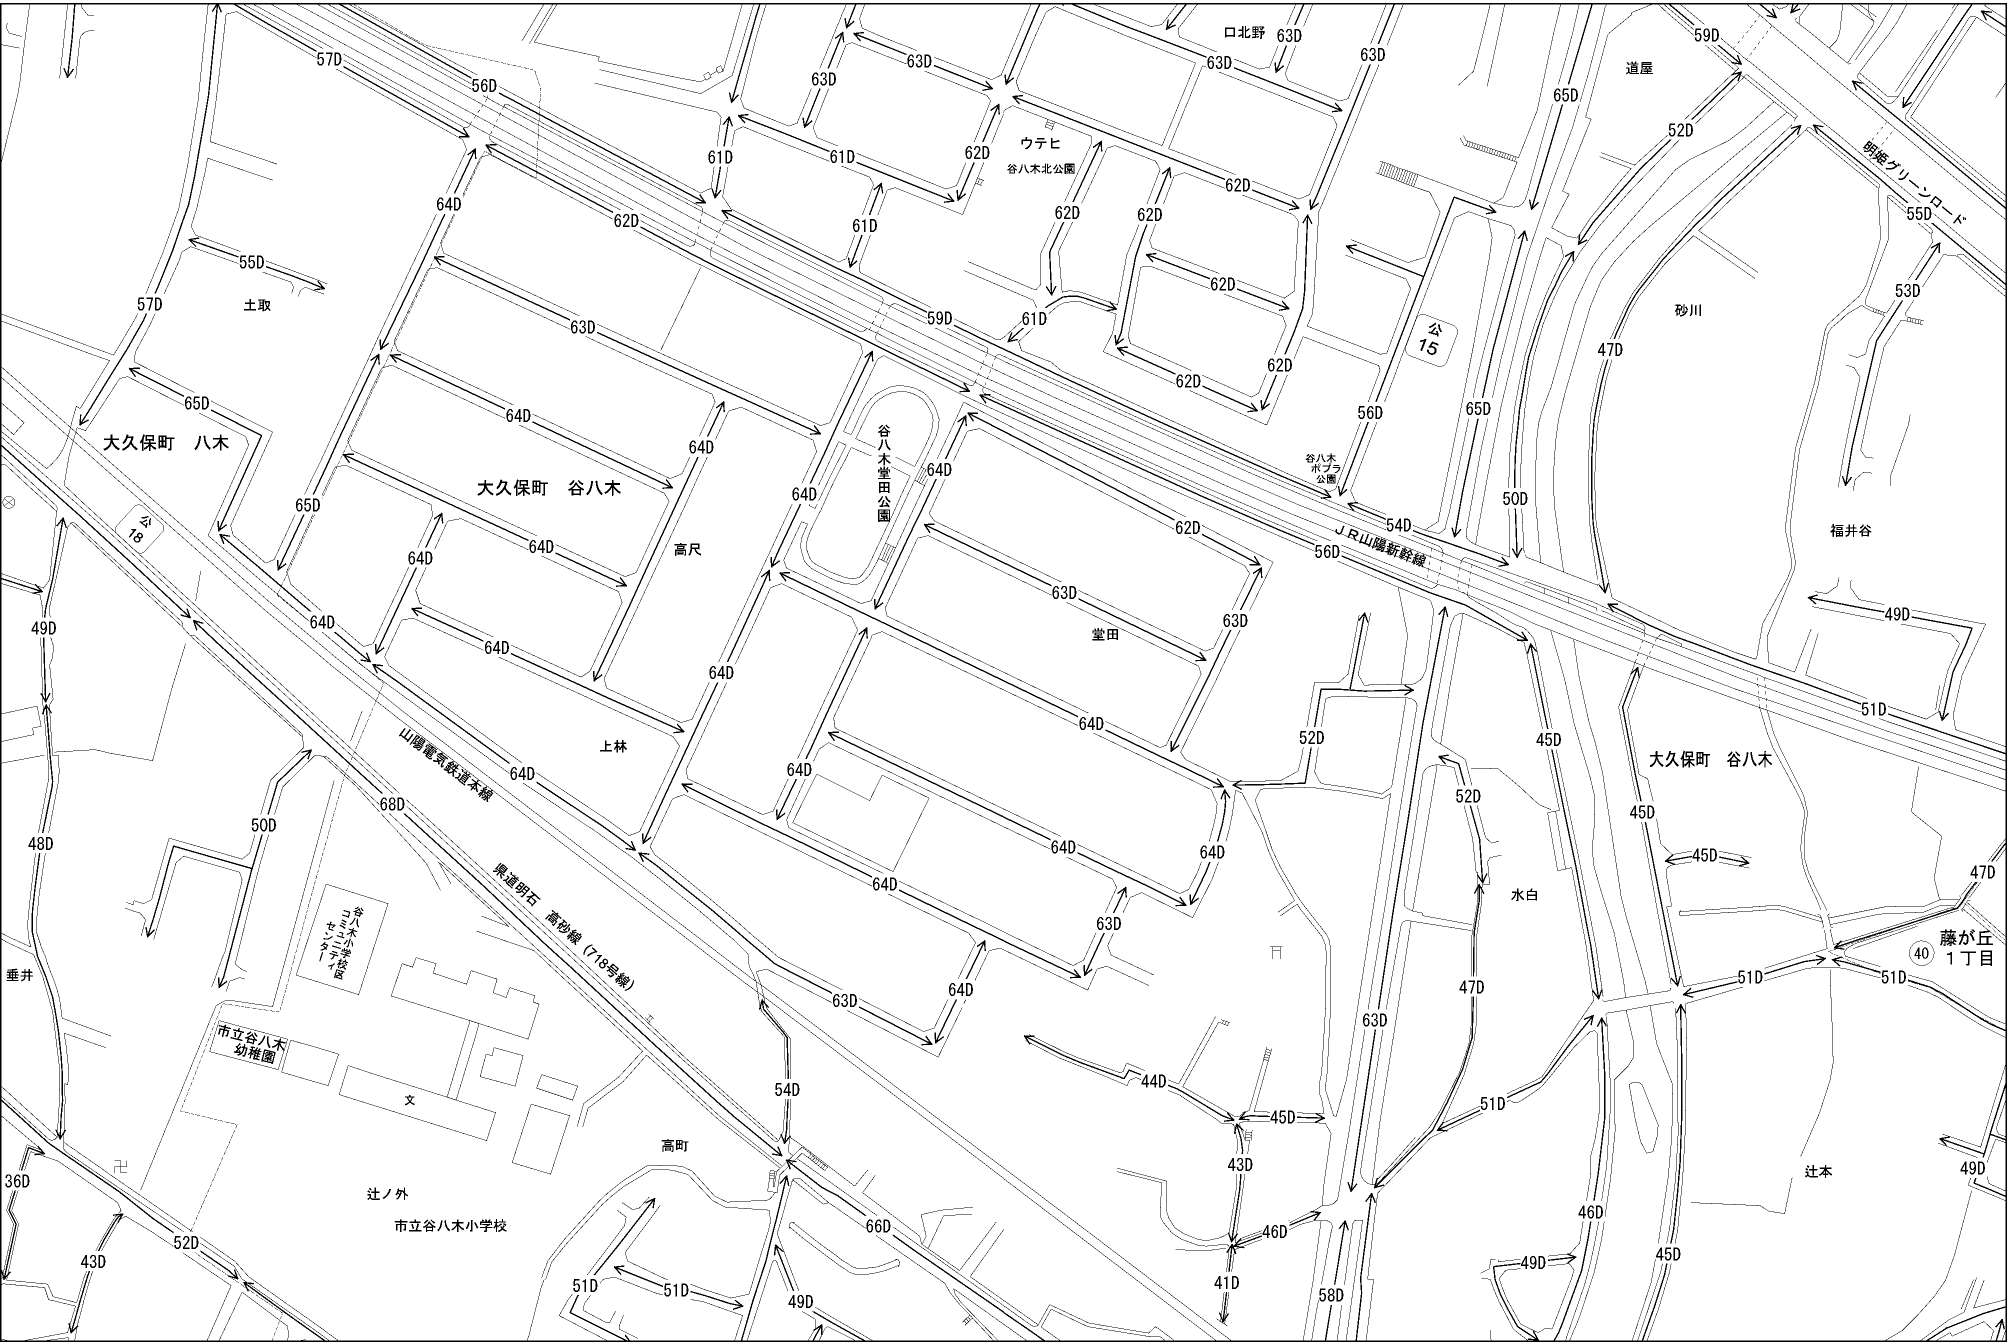 口北野
59D
道屋
57D
56D
63D
63D
63D
63D
63D
65D
52D
ウテヒ
谷八木北公園
61D
61D
62D
62D
明姫グリーンロード
55D
64D
62D
62D
62D
61D
55D
土取
57D
62D
53D
砂川
63D
59D
61D
公
15
47D
65D
64D
62D
62D
56D
65D
大久保町 八木
大久保町 谷八木
64D
谷八木堂田公園
64D
谷八木
ポプラ
公園
50D
64D
65D
公
18
62D
54D
JR山陽新幹線
56D
福井谷
64D
高尺
64D
63D
63D
49D
堂田
49D
64D
64D
64D
上林
64D
52D
45D
51D
大久保町 谷八木
山陽電気鉄道本線
64D
64D
68D
50D
52D
45D
48D
64D
64D
45D
47D
県道明石 高砂線(718号線)
64D
水白
谷八木小学校区
コミュニティ
センター
63D
藤が丘
1丁目
40
垂井
51D
51D
47D
64D
63D
63D
市立谷八木
幼稚園
54D
44D
文
45D
51D
高町
43D
36D
辻ノ外
市立谷八木小学校
辻本
49D
66D
46D
46D
52D
43D
45D
49D
51D
51D
49D
41D
58D